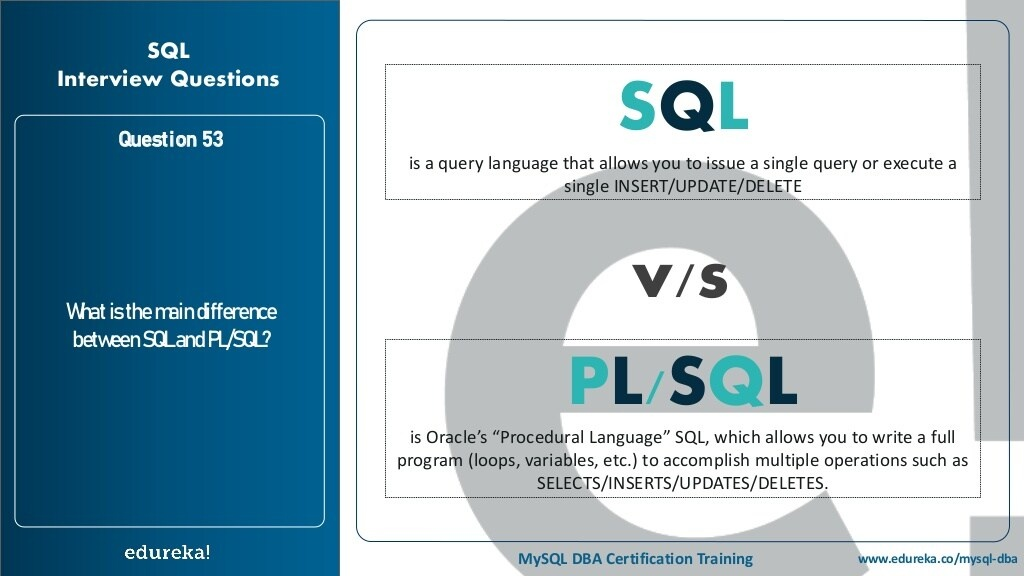 SQL
Interview Questions
Question 53
What is the main difference
between SQL and PL/SQL?
edureka!
SQL
is a query language that allows you to issue a single query or execute a
single INSERT/UPDATE/DELETE
V/S
PL/SQL
is Oracle’s “Procedural Language” SQL, which allows you to write a full
program (loops, variables, etc.) to accomplish multiple operations such as
SELECTS/INSERTS/UPDATES/DELETES.
MySQL DBA Certification Training
www.edureka.co/mysql-dba